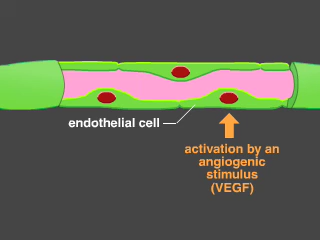 endothelial cell
activation by an
angiogenic
stimulus
(VEGF)